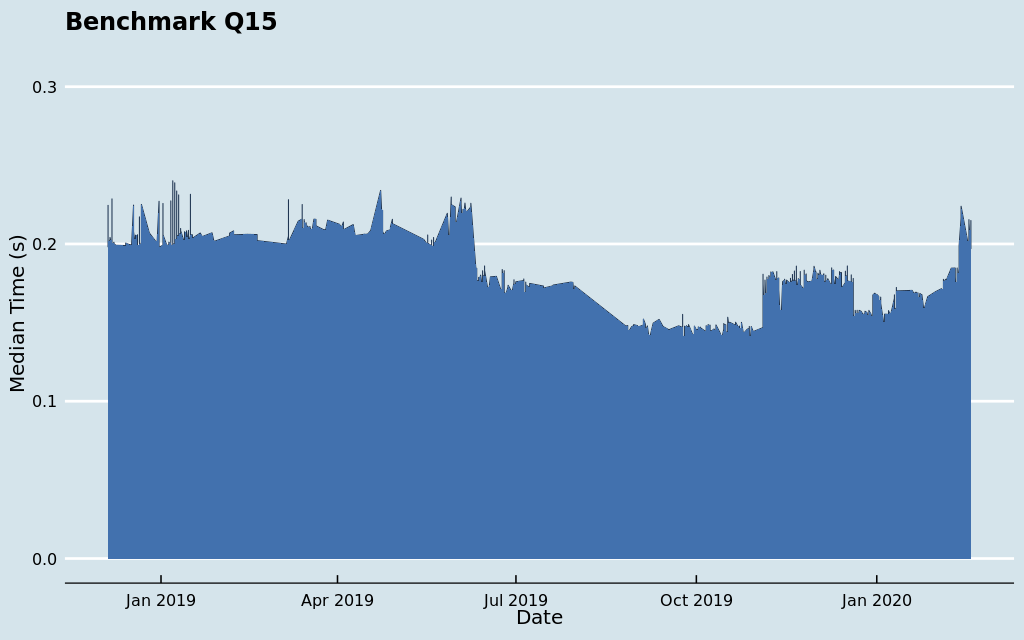 Benchmark Q15
Median Time (s)
0.3
0.2
0.1
0.0
Jan 2019
Apr 2019
Jul 2019
Oct 2019
Jan 2020
Date